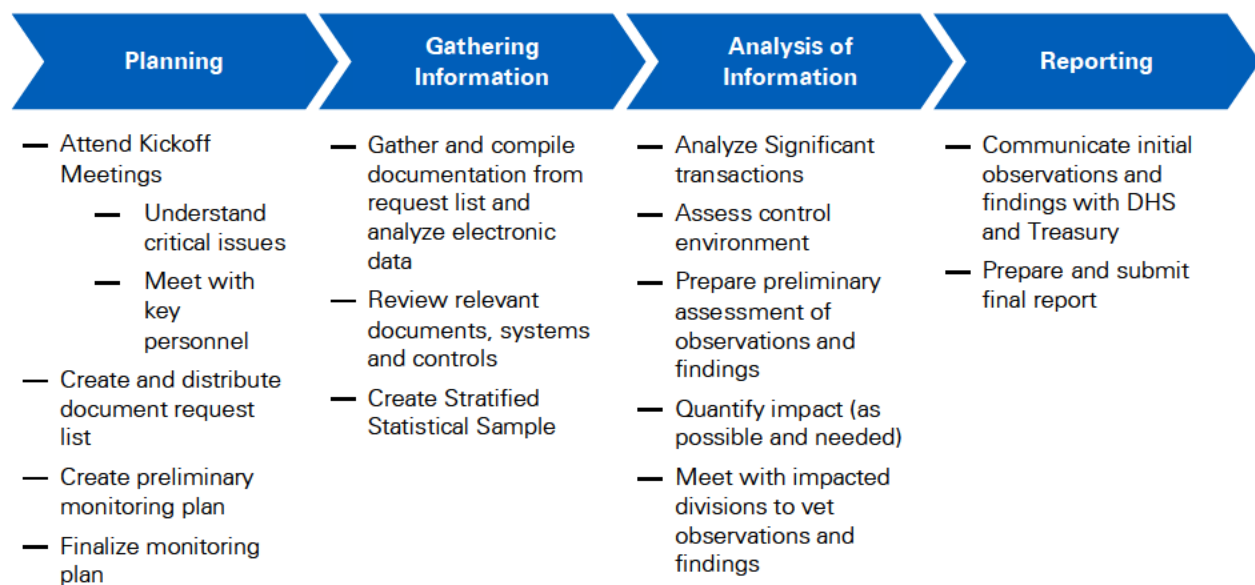 Planning
Gathering
Information
Analysis of
Information
Reporting
— Attend Kickoff
Meetings
— Understand
critical issues
— Meet with
key
personnel
— Create and distribute
document request
list
— Create preliminary
monitoring plan
— Finalize monitoring
plan
— Gather and compile
documentation from
request list and
analyze electronic
data
— Review relevant
documents, systems
and controls
— Create Stratified
Statistical Sample
— Analyze Significant
transactions
— Assess control
environment
— Prepare preliminary
assessment of
observations and
findings
— Quantify impact (as
possible and needed)
— Meet with impacted
divisions to vet
observations and
findings
— Communicate initial
observations and
findings with DHS
and Treasury
— Prepare and submit
final report